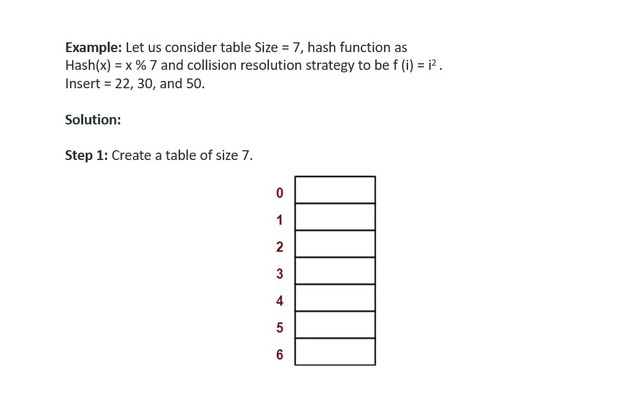 Example: Let us consider table Size = 7, hash function as
Hash(x) = x % 7 and collision resolution strategy to be f (i) = i² .
Insert = 22, 30, and 50.
Solution:
Step 1: Create a table of size 7.
0
1
2
3
4
5
6